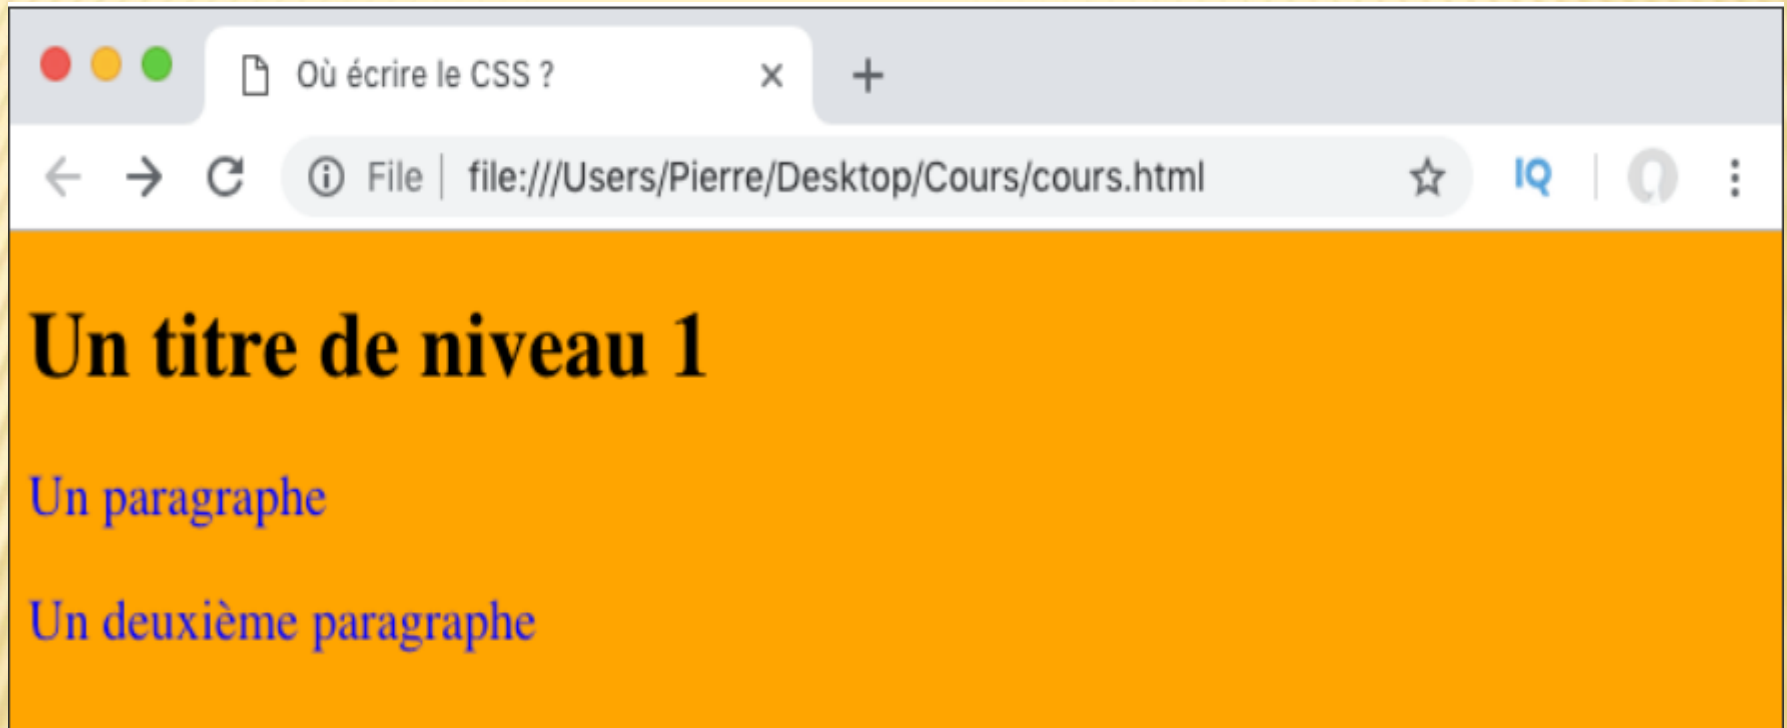 Où écrire le CSS ?
File file:///Users/Pierre/Desktop/Cours/cours.html IQ
Un titre de niveau 1
Un paragraphe
Un deuxième paragraphe